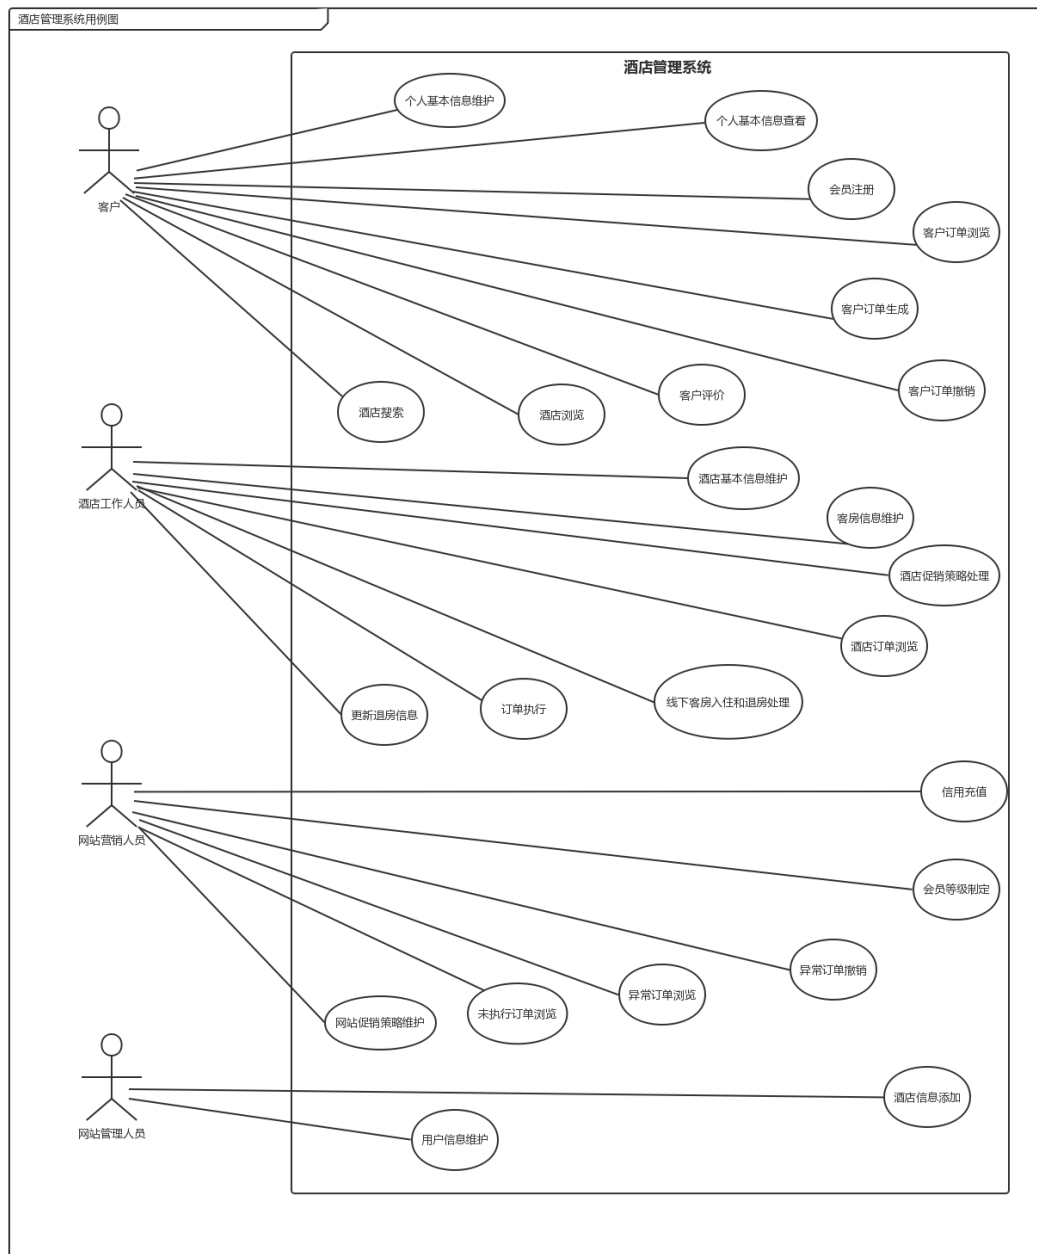 酒店管理系统用例图
酒店管理系统
个人基本信息维护
个人基本信息查看
会员注册
客户
客户订单浏览
客户订单生成
客户订单撤销
客户评价
酒店搜索
酒店浏览
酒店基本信息维护
酒店工作人员
客房信息维护
酒店促销策略处理
酒店订单浏览
线下客房入住和退房处理
订单执行
更新退房信息
信用充值
网站营销人员
会员等级制定
异常订单撤销
异常订单浏览
未执行订单浏览
网站促销策略维护
酒店信息添加
网站管理人员
用户信息维护